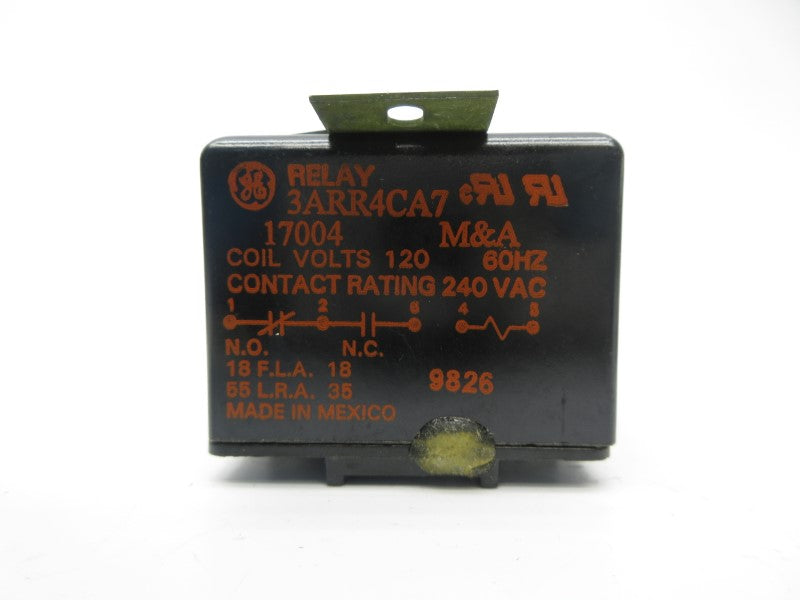 GE RELAY
3ARR4CA7
17004 M&A
COIL VOLTS 120 60HZ
CONTACT RATING 240 VAC
1 2 6 4 5
N.O. N.C.
18 F.L.A. 18
55 L.R.A. 35
9826
MADE IN MEXICO